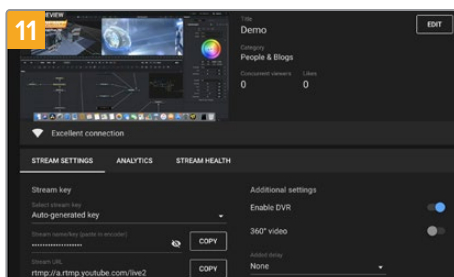 11
PREVIEW
Title
Demo
EDIT
Category
People & Blogs
Concurrent viewers Likes
0 0
Excellent connection
STREAM SETTINGS ANALYTICS STREAM HEALTH
Stream key
Additional settings
Select stream key
Auto-generated key
Enable DVR
360° video
Stream name/key (paste in encoder)
COPY
Added delay
None
Stream URL
rtmp://a.rtmp.youtube.com/live2
COPY